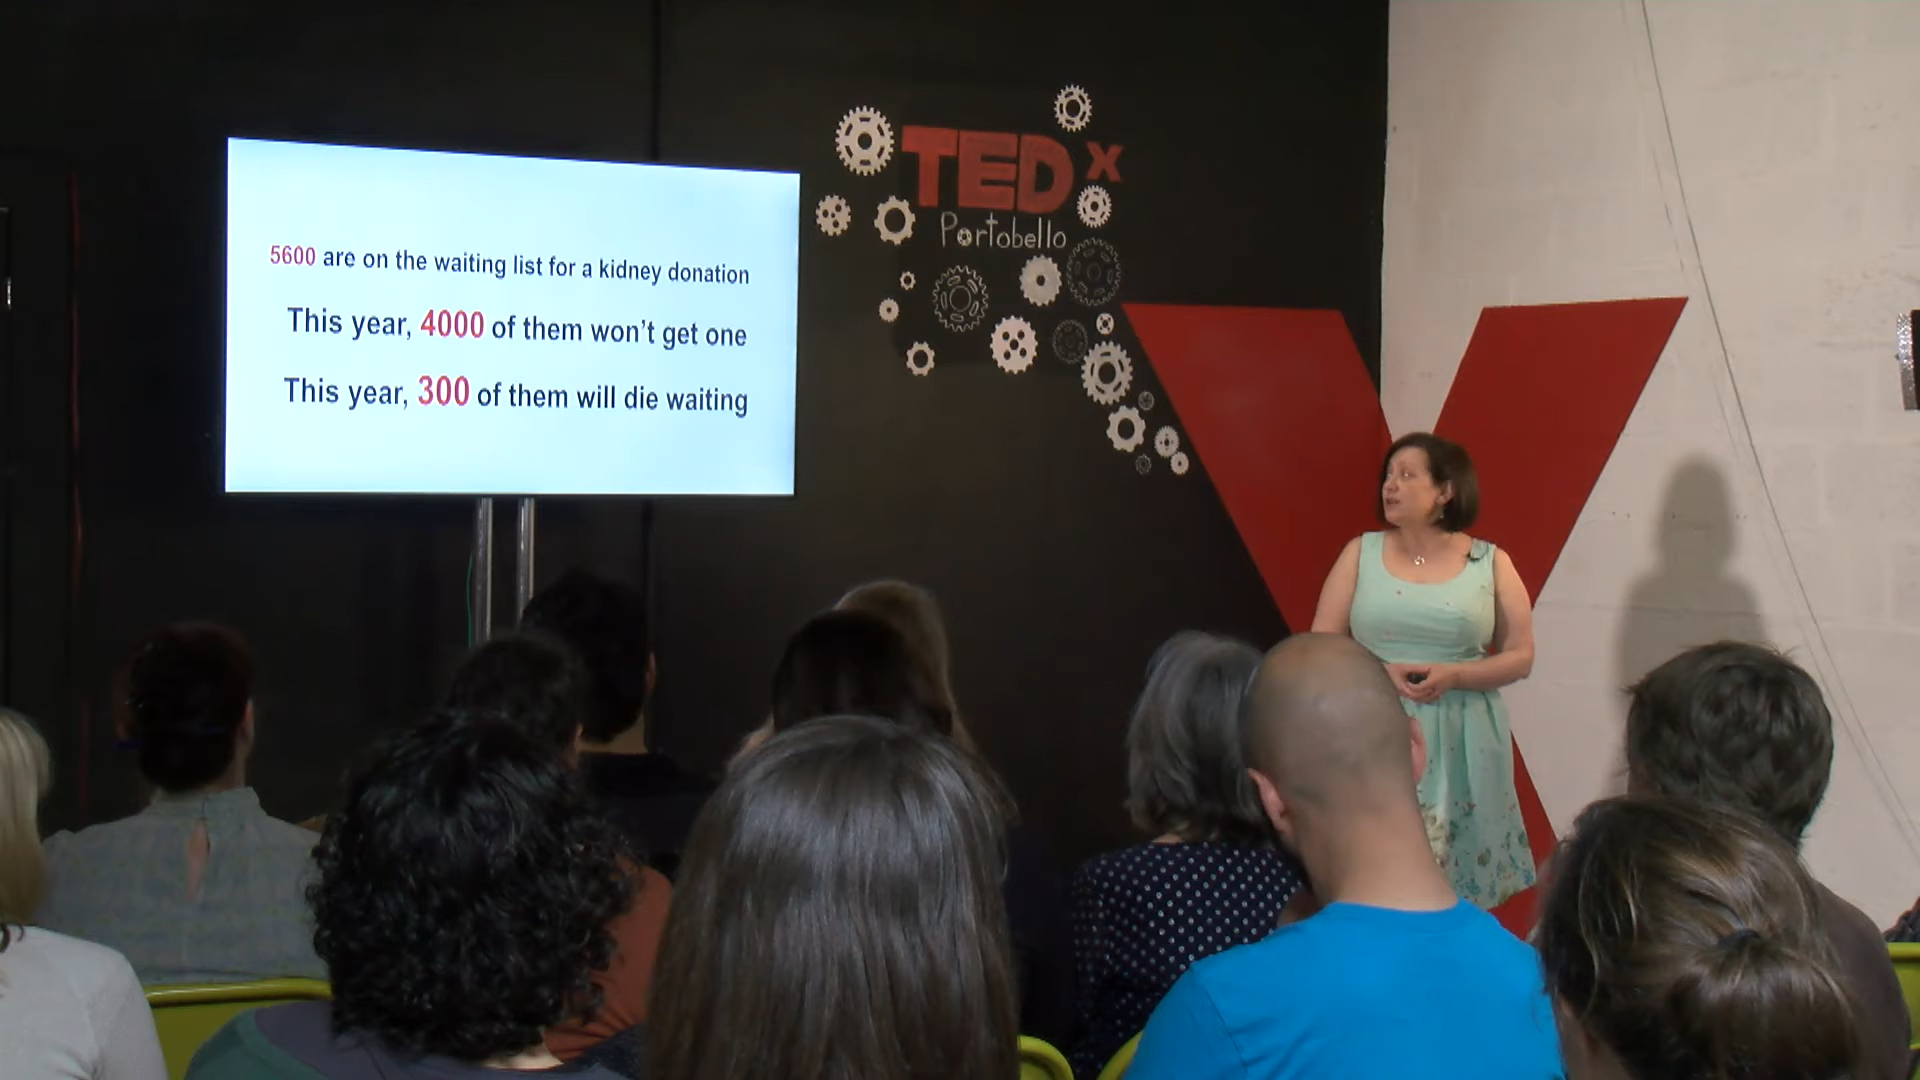 5600 are on the waiting list for a kidney donation
This year, 4000 of them won't get one
This year, 300 of them will die waiting
TEDx
Portobello
X